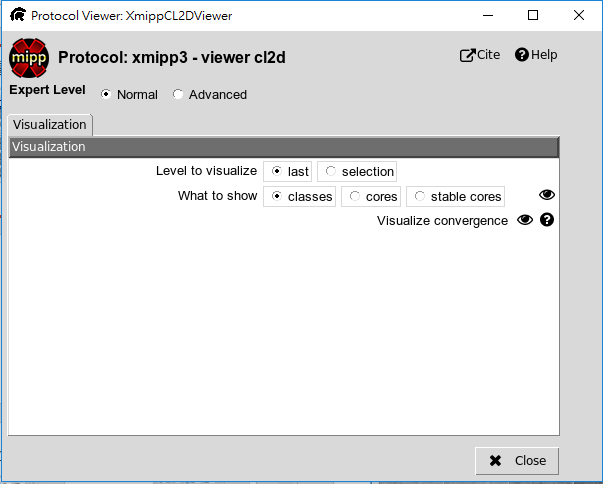 Protocol Viewer: XmippCL2DViewer
mipp Protocol: xmipp3 - viewer cl2d Cite Help
Expert Level Normal Advanced
Visualization
Visualization
Level to visualize last selection
What to show classes cores stable cores
Visualize convergence
Close